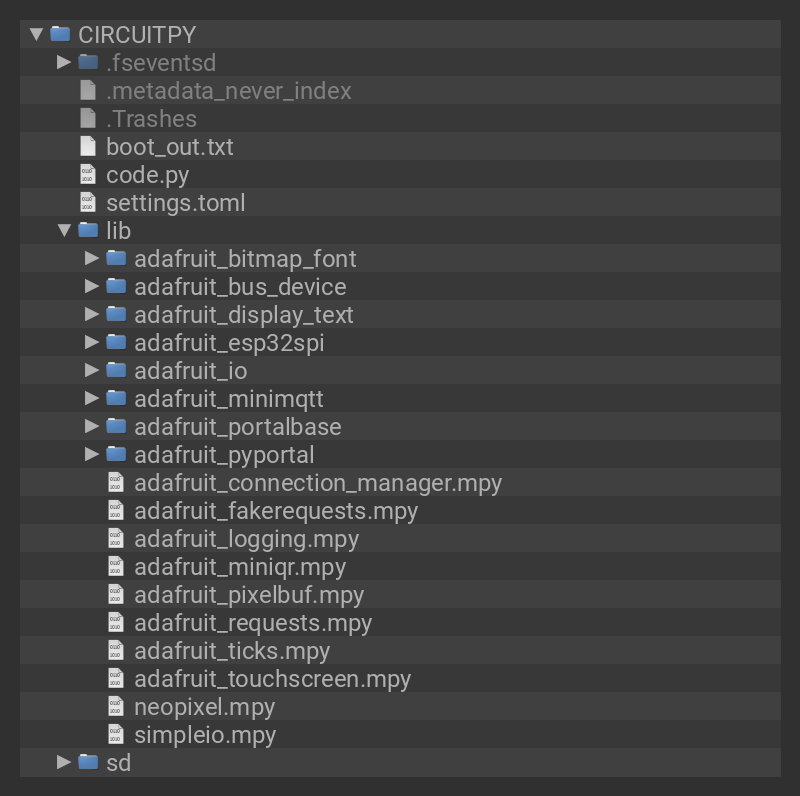 CIRCUITPY
.fseventsd
.metadata_never_index
.Trashes
boot_out.txt
code.py
settings.toml
lib
adafruit_bitmap_font
adafruit_bus_device
adafruit_display_text
adafruit_esp32spi
adafruit_io
adafruit_minimqtt
adafruit_portalbase
adafruit_pyportal
adafruit_connection_manager.mpy
adafruit_fakerequests.mpy
adafruit_logging.mpy
adafruit_miniqr.mpy
adafruit_pixelbuf.mpy
adafruit_requests.mpy
adafruit_ticks.mpy
adafruit_touchscreen.mpy
neopixel.mpy
simpleio.mpy
sd